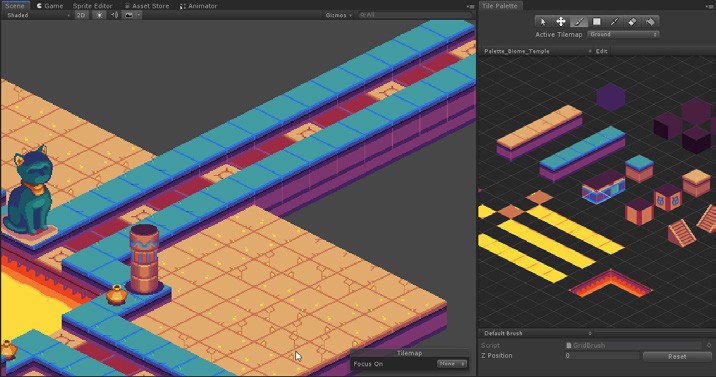 Scene Game Sprite Editor Asset Store Animator
Shaded 2D Gizmos All
Tilemap
Focus On None
Tile Palette
Active Tilemap Ground
Palette_Biome_Temple Edit
Default Brush
Script GridBrush
Z Position 0 Reset